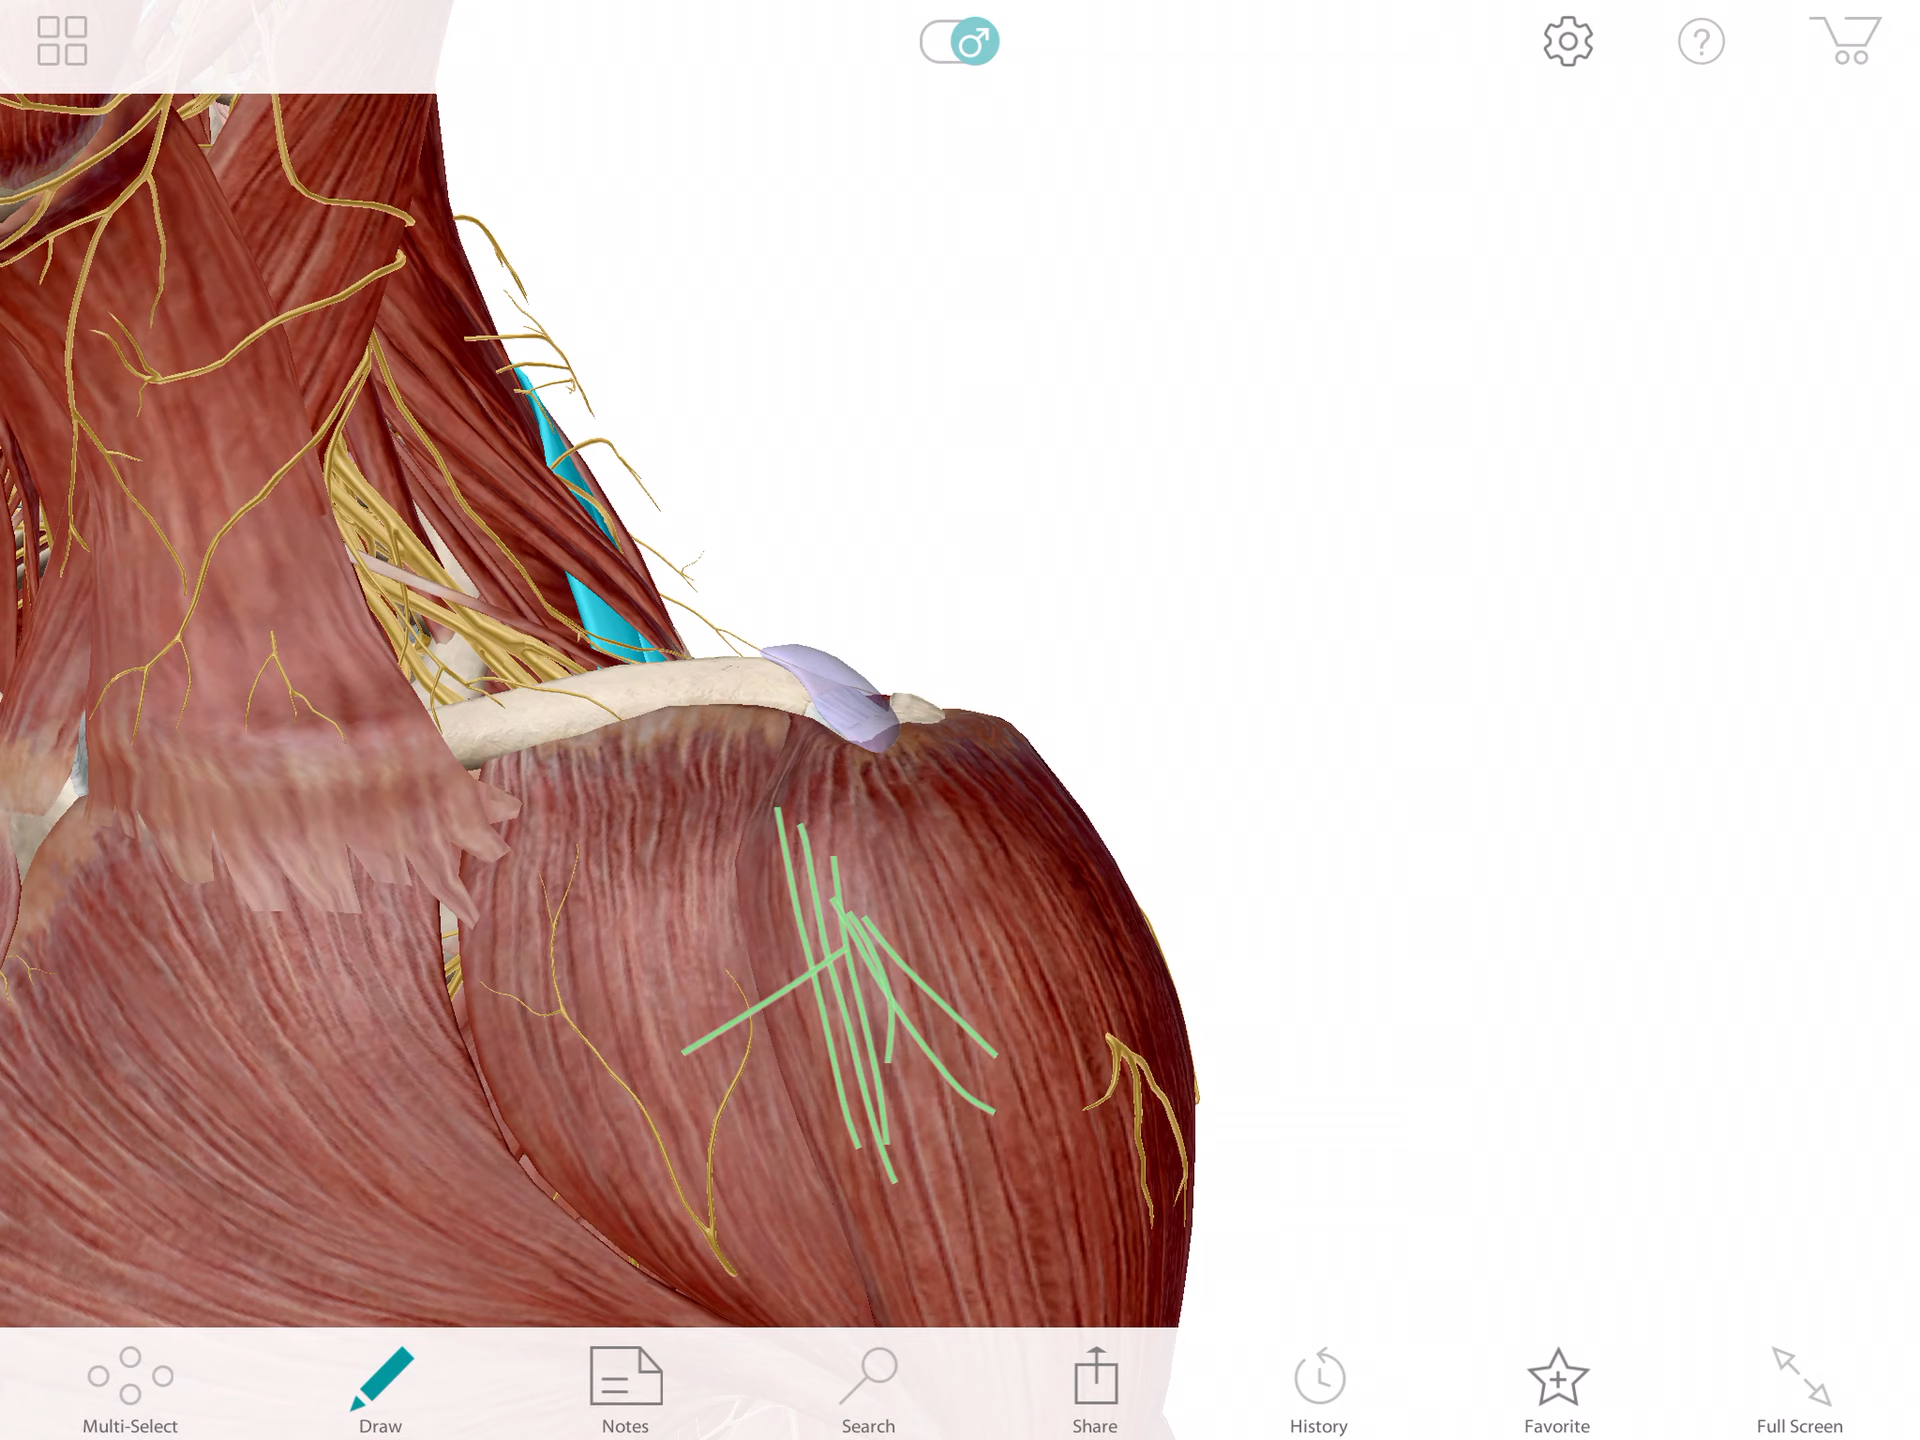 ?
Multi-Select
Draw
Notes
Search
Share
History
Favorite
Full Screen